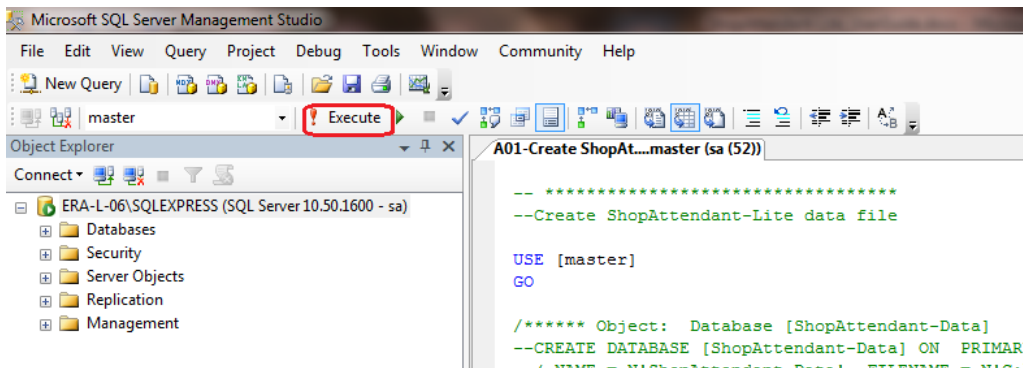 Microsoft SQL Server Management Studio
File Edit View Query Project Debug Tools Window Community Help
New Query
master Execute
Object Explorer
Connect
ERA-L-06\SQLEXPRESS (SQL Server 10.50.1600 - sa)
Databases
Security
Server Objects
Replication
Management
A01-Create ShopAt....master (sa (52))
-- **********************************
--Create ShopAttendant-Lite data file
USE [master]
GO
/****** Object: Database [ShopAttendant-Data]
--CREATE DATABASE [ShopAttendant-Data] ON PRIMAR